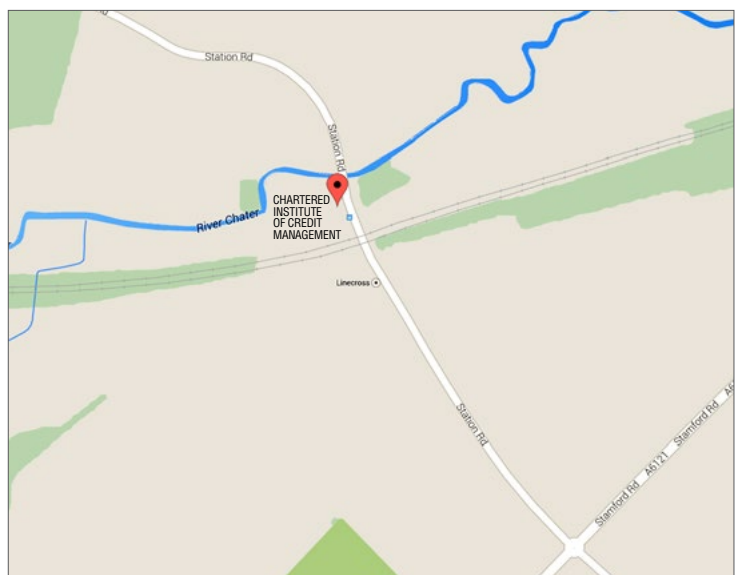 Station Rd
Station Rd
CHARTERED
INSTITUTE
OF CREDIT
MANAGEMENT
River Chater
Linecross
Station Rd
Stamford Rd
A6121
Stamford Rd